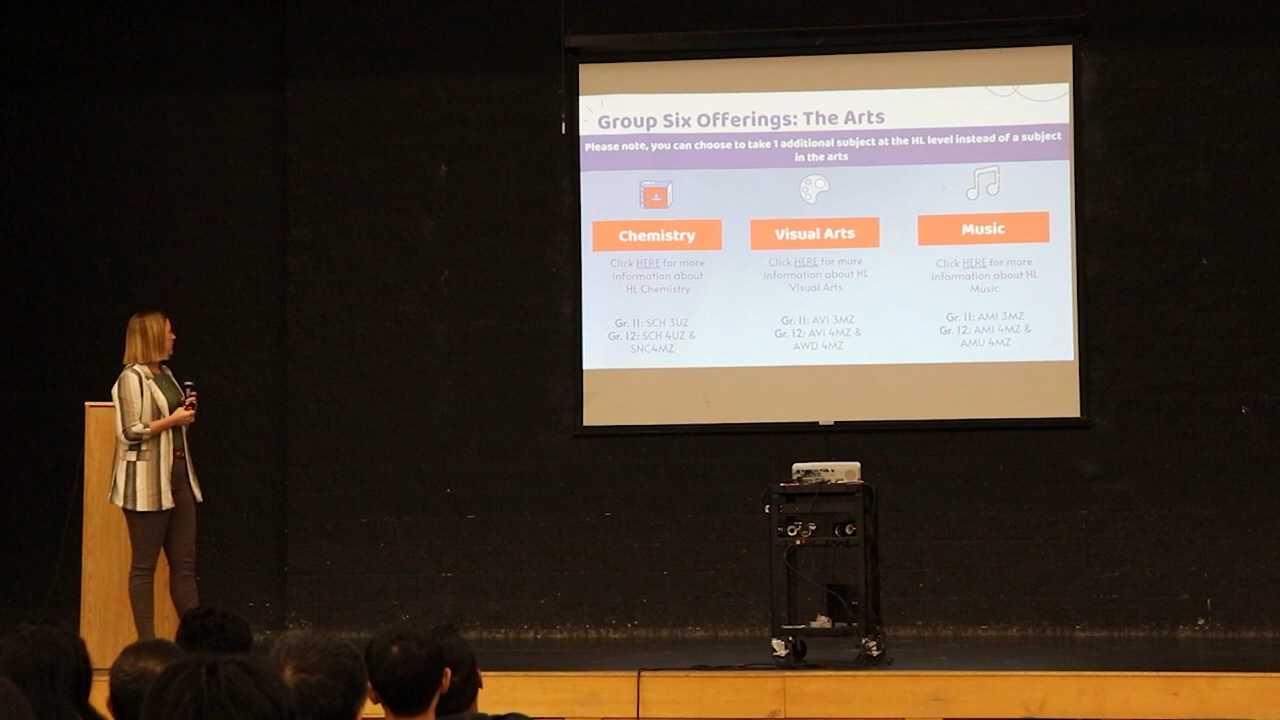 Group Six Offerings: The Arts
Please note, you can choose to take 1 additional subject at the HL level instead of a subject
in the arts
Chemistry
Click HERE for more
information about
HL Chemistry
Gr. 11: SCH 3UZ
Gr. 12: SCH 4UZ &
SNC4MZ
Visual Arts
Click HERE for more
information about HL
Visual Arts
Gr. 11: AVI 3MZ
Gr. 12: AVI 4MZ &
AWD 4MZ
Music
Click HERE for more
information about HL
Music
Gr. 11: AMI 3MZ
Gr. 12: AMI 4MZ &
AMU 4MZ